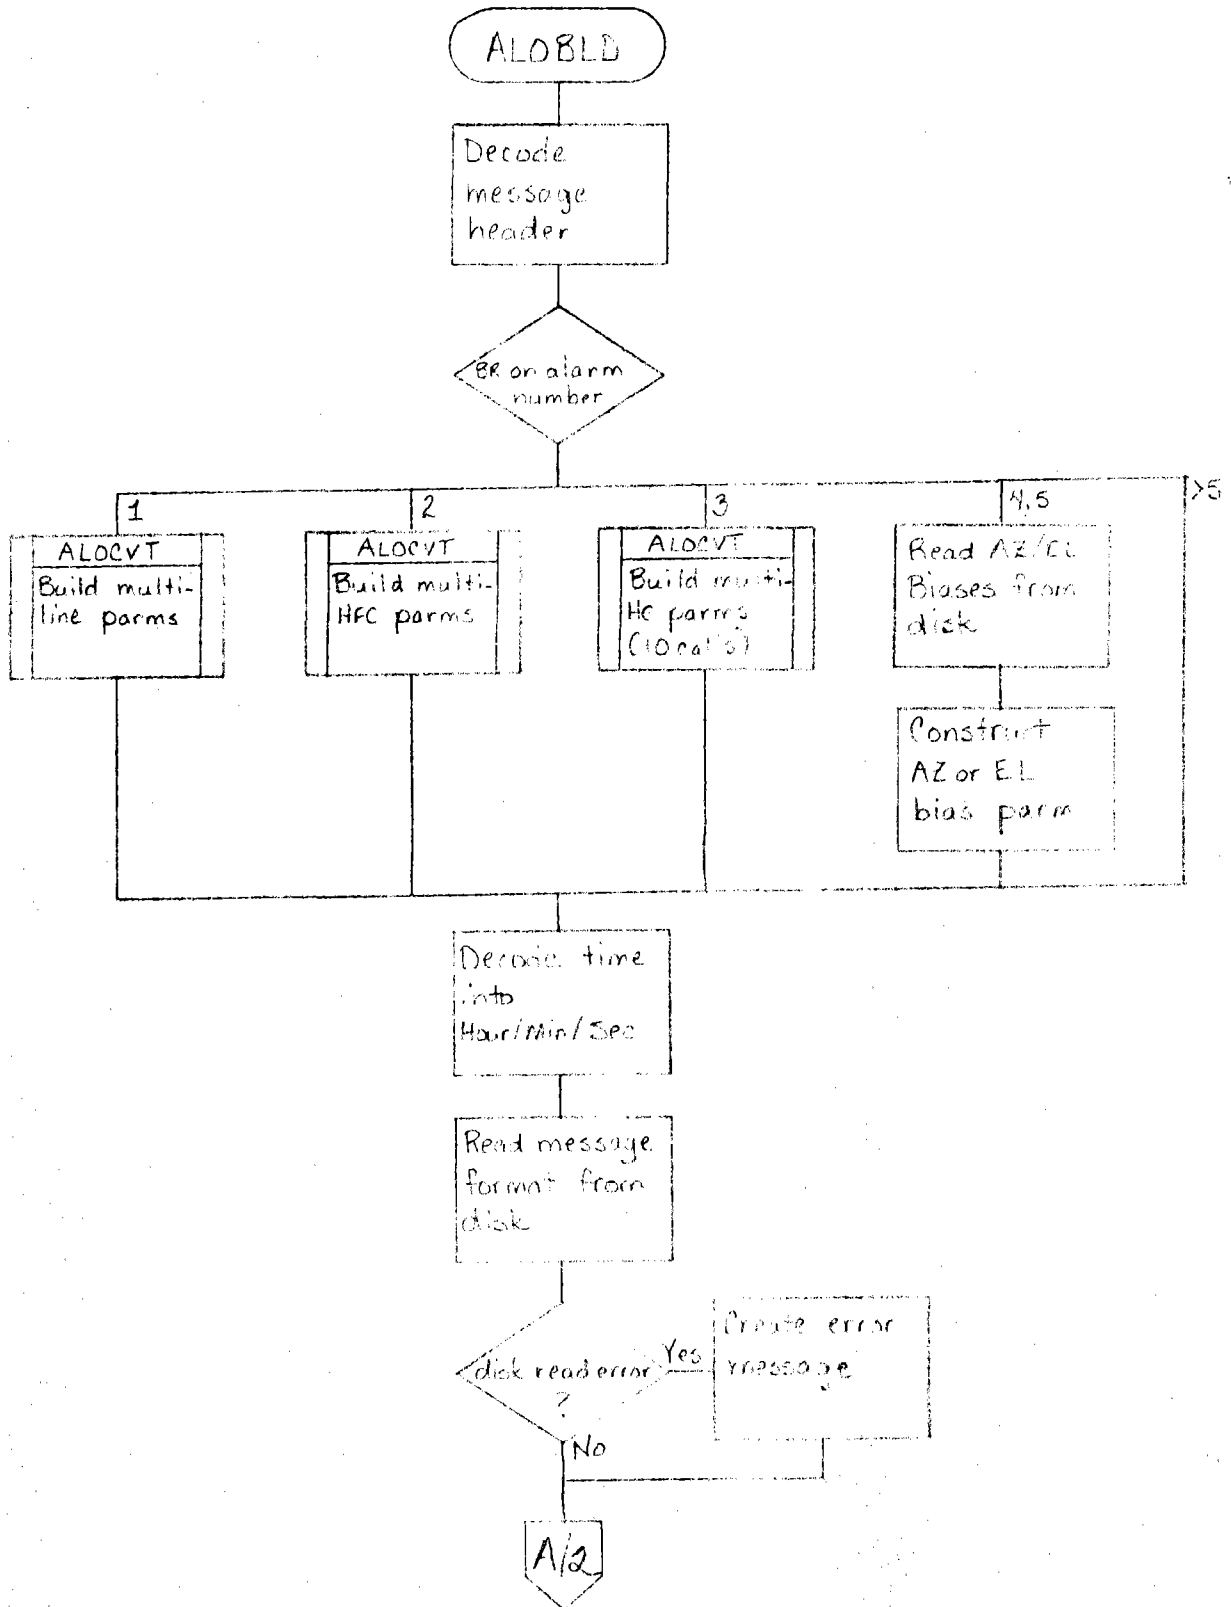 ALOBLD
Decode
message
header
BR on alarm
number
1
2
3
4,5
>5
ALOCVT
Build multi-
line parms
ALOCVT
Build multi-
HFC parms
ALOCVT
Build multi-
HC parms
(10 cal's)
Read AZ/EL
Biases from
disk
Construct
AZ or EL
bias parm
Decode time
into
Hour/Min/Sec
Read message
format from
disk
disk read error
?
Yes
No
Create error
message
A/2